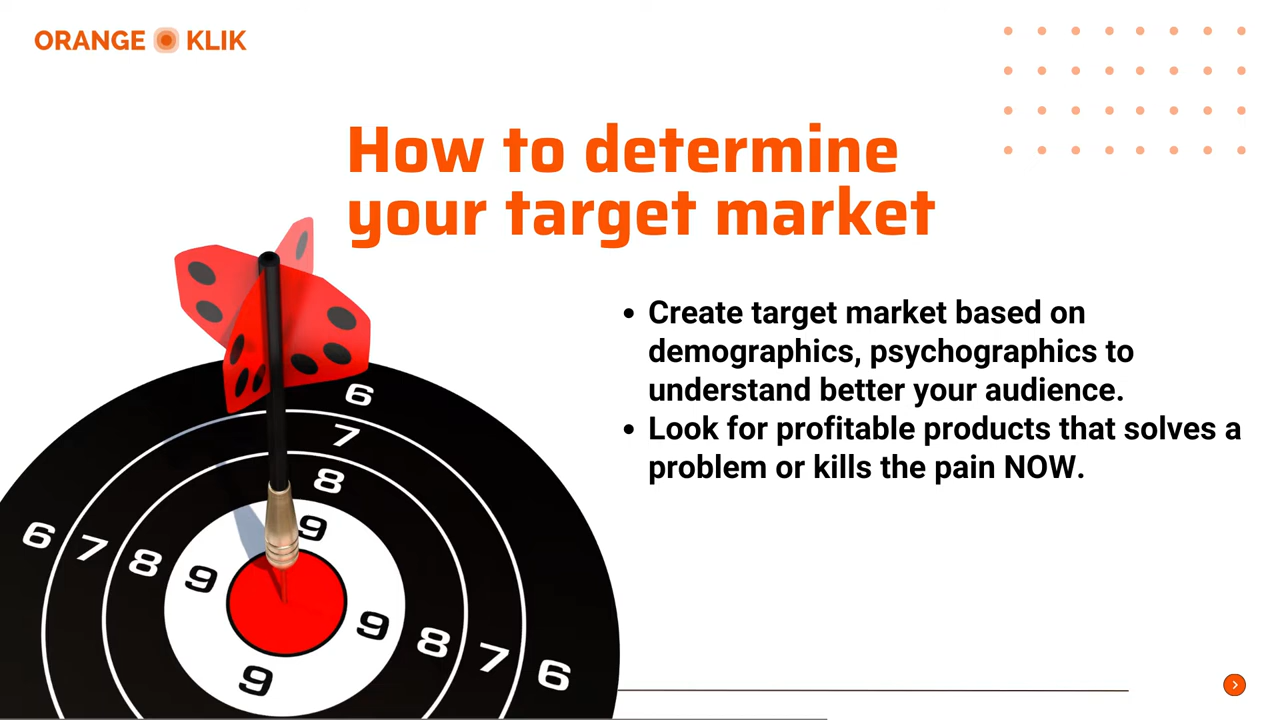 ORANGE KLIK
How to determine
your target market
• Create target market based on
demographics, psychographics to
understand better your audience.
• Look for profitable products that solves a
problem or kills the pain NOW.
6
7
8
9
6 7 8 9
9 8 7 6
9